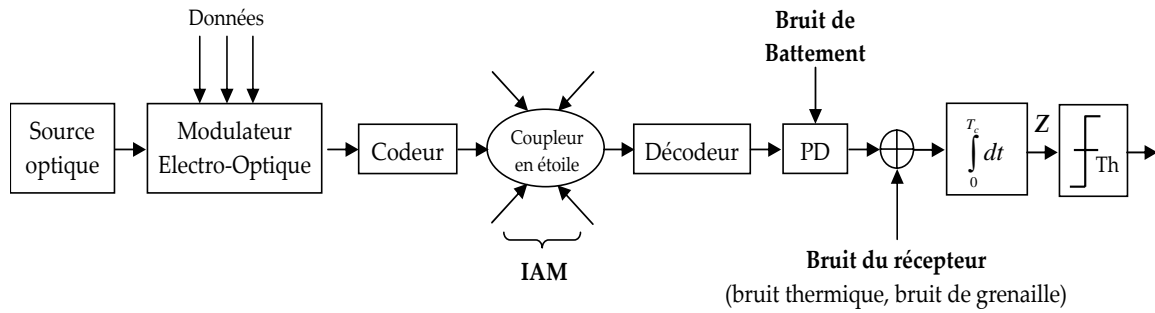 Données
Bruit de
Battement
Source
optique
Modulateur
Electro-Optique
Codeur
Coupleur
en étoile
Décodeur
PD
T_c
∫ dt
0
Z
Th
IAM
Bruit du récepteur
(bruit thermique, bruit de grenaille)